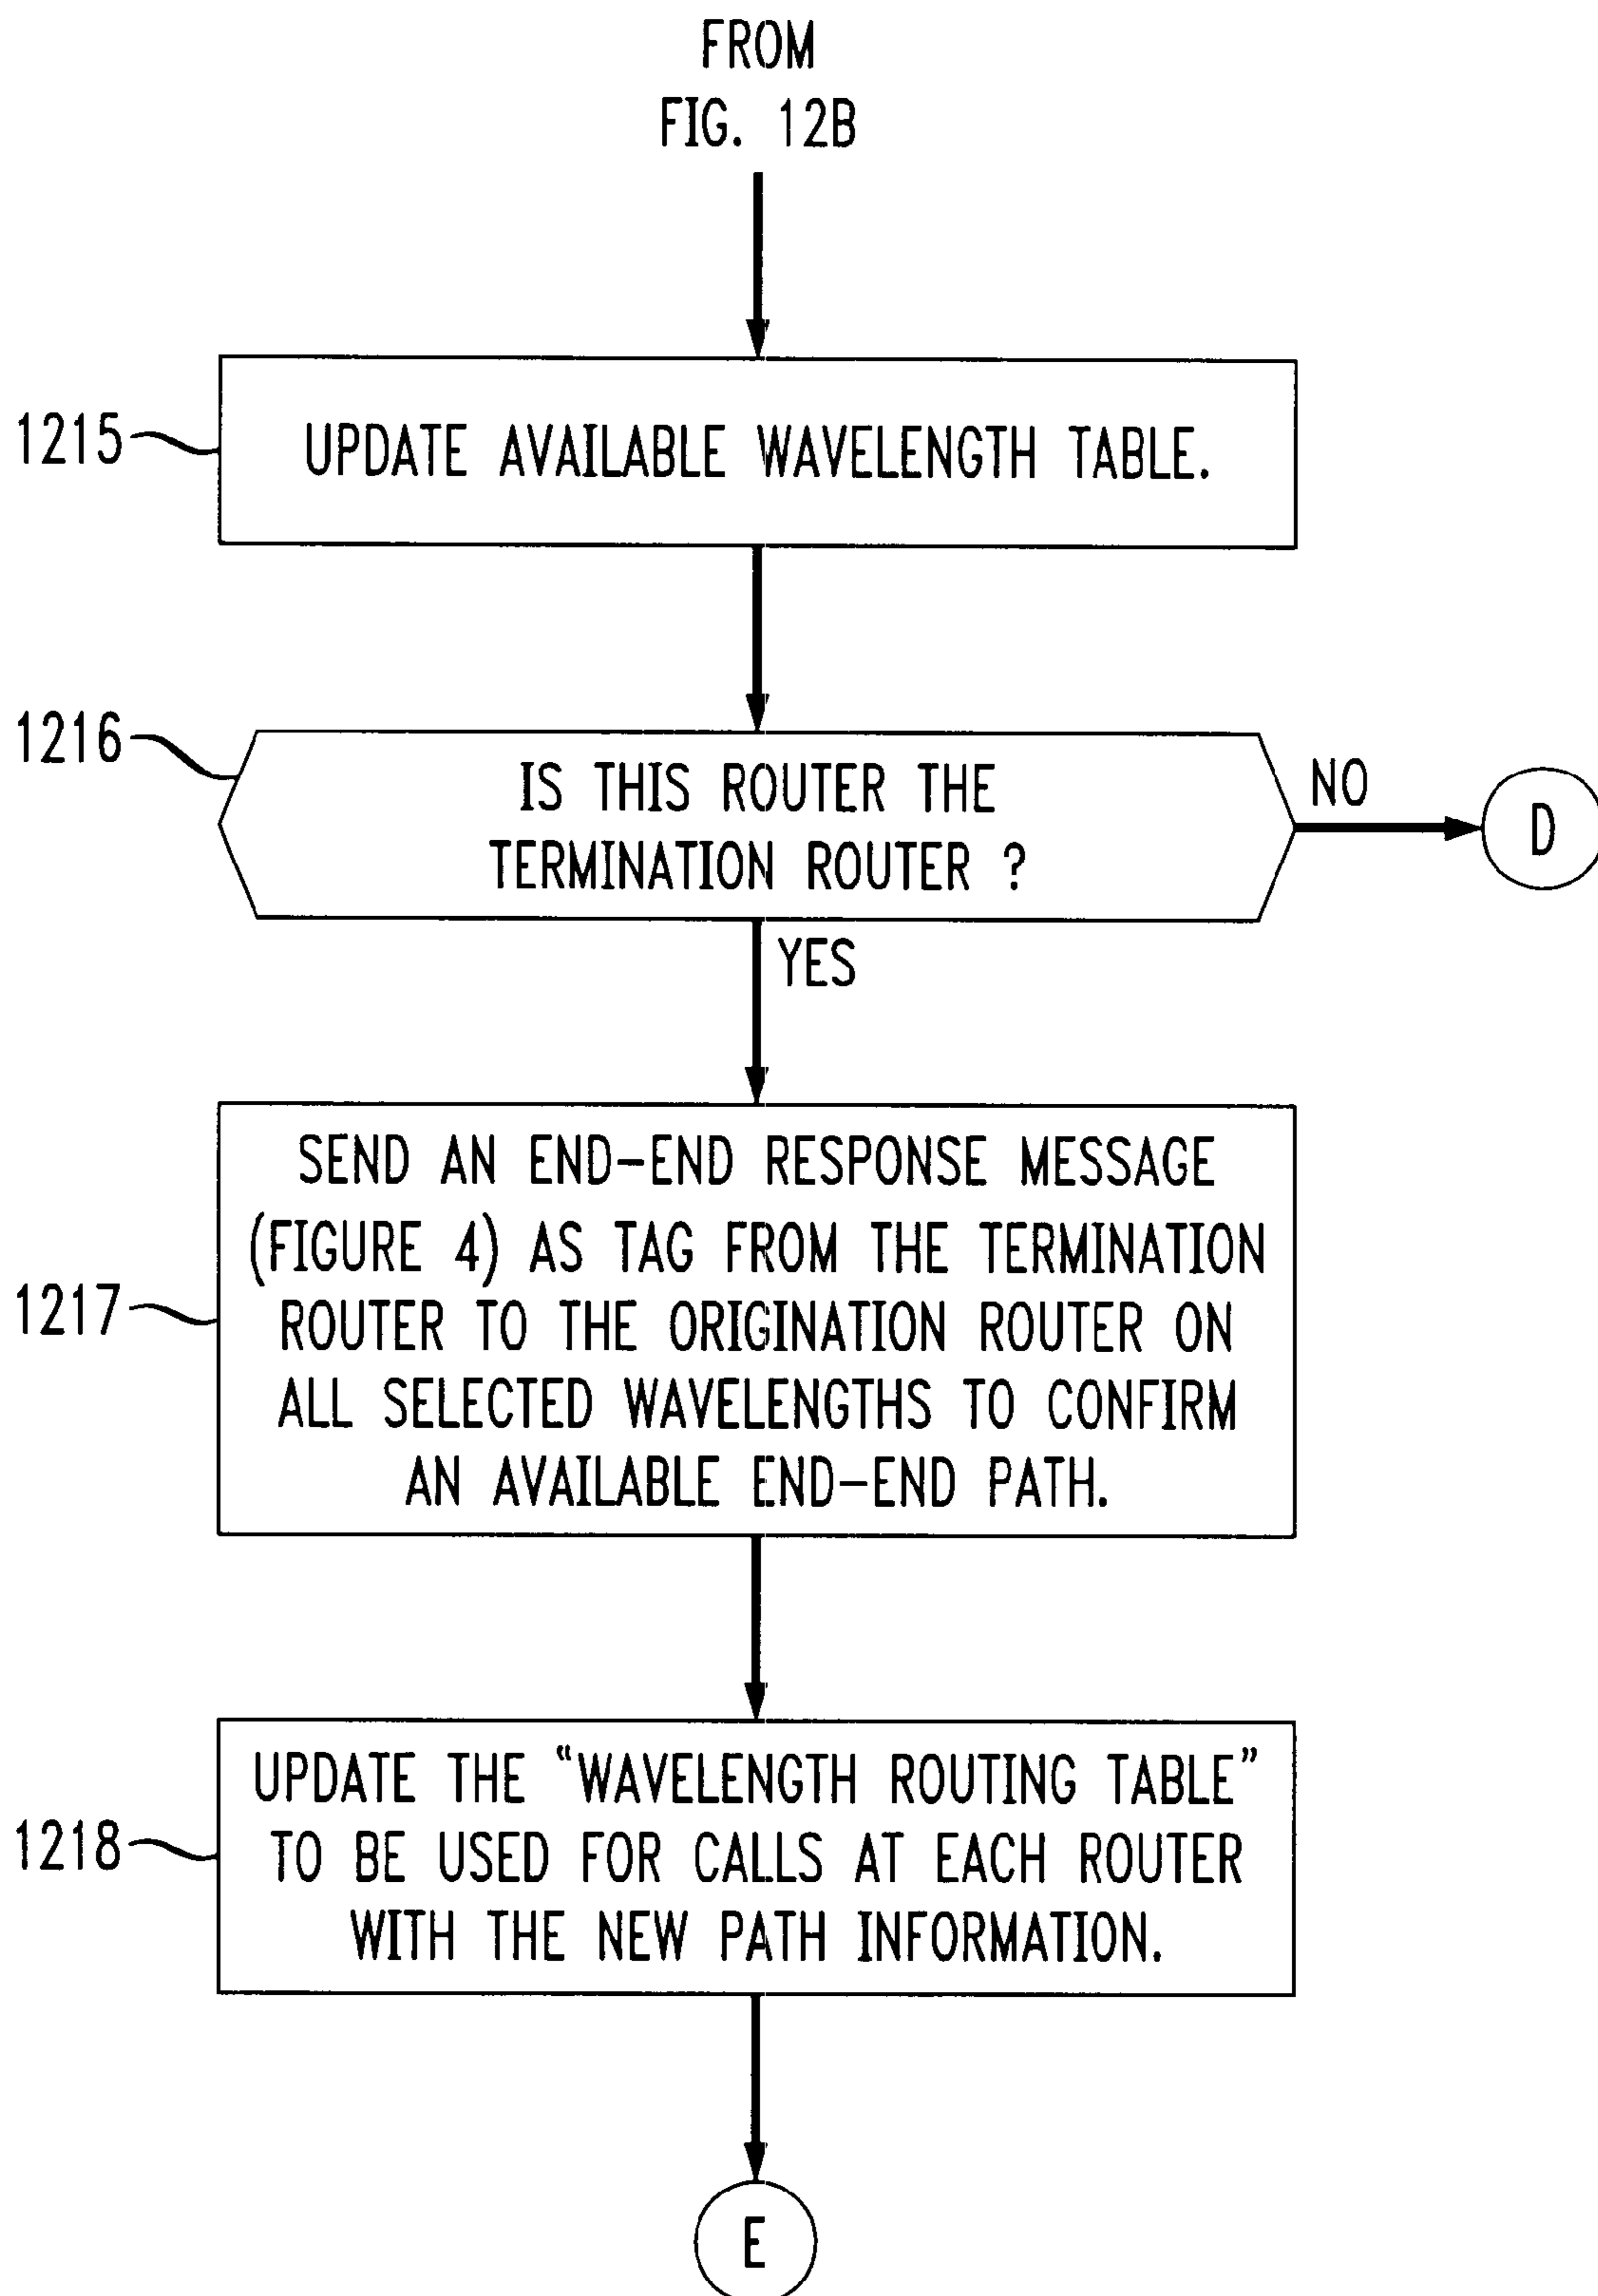 FROM
FIG. 12B
1215
UPDATE AVAILABLE WAVELENGTH TABLE.
1216
IS THIS ROUTER THE
TERMINATION ROUTER ?
NO
D
YES
1217
SEND AN END-END RESPONSE MESSAGE
(FIGURE 4) AS TAG FROM THE TERMINATION
ROUTER TO THE ORIGINATION ROUTER ON
ALL SELECTED WAVELENGTHS TO CONFIRM
AN AVAILABLE END-END PATH.
1218
UPDATE THE “WAVELENGTH ROUTING TABLE”
TO BE USED FOR CALLS AT EACH ROUTER
WITH THE NEW PATH INFORMATION.
E